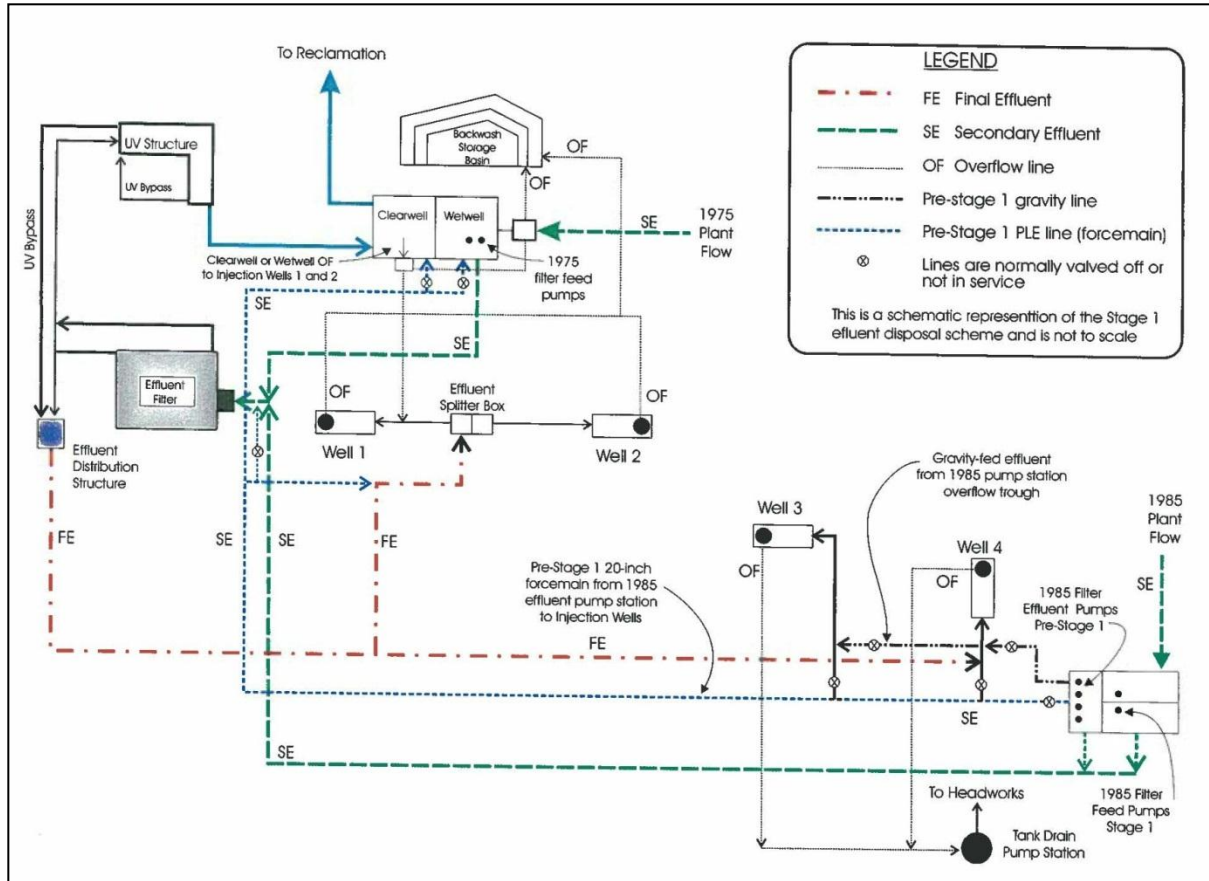 To Reclamation
LEGEND
FE Final Effluent
SE Secondary Effluent
OF Overflow line
Pre-stage 1 gravity line
Pre-Stage 1 PLE line (forcemain)
Lines are normally valved off or
not in service
This is a schematic represention of the Stage 1
efluent disposal scheme and is not to scale
UV Structure
UV Bypass
UV Bypass
Backwash
Storage
Basin
OF
OF
Clearwell
Wetwell
SE
1975
Plant
Flow
Clearwell or Wetwell OF
to Injection Wells 1 and 2
1975
filter feed
pumps
SE
SE
Effluent
Filter
OF
Effluent
Splitter Box
OF
Well 1
Well 2
Effluent
Distribution
Structure
FE
SE
SE
FE
Gravity-fed effluent
from 1985 pump station
overflow trough
1985
Plant
Flow
Well 3
Well 4
OF
OF
SE
Pre-Stage 1 20-inch
forcemain from 1985
effluent pump station
to Injection Wells
1985 Filter
Effluent Pumps
Pre-Stage 1
FE
SE
SE
To Headworks
Tank Drain
Pump Station
1985 Filter
Feed Pumps
Stage 1